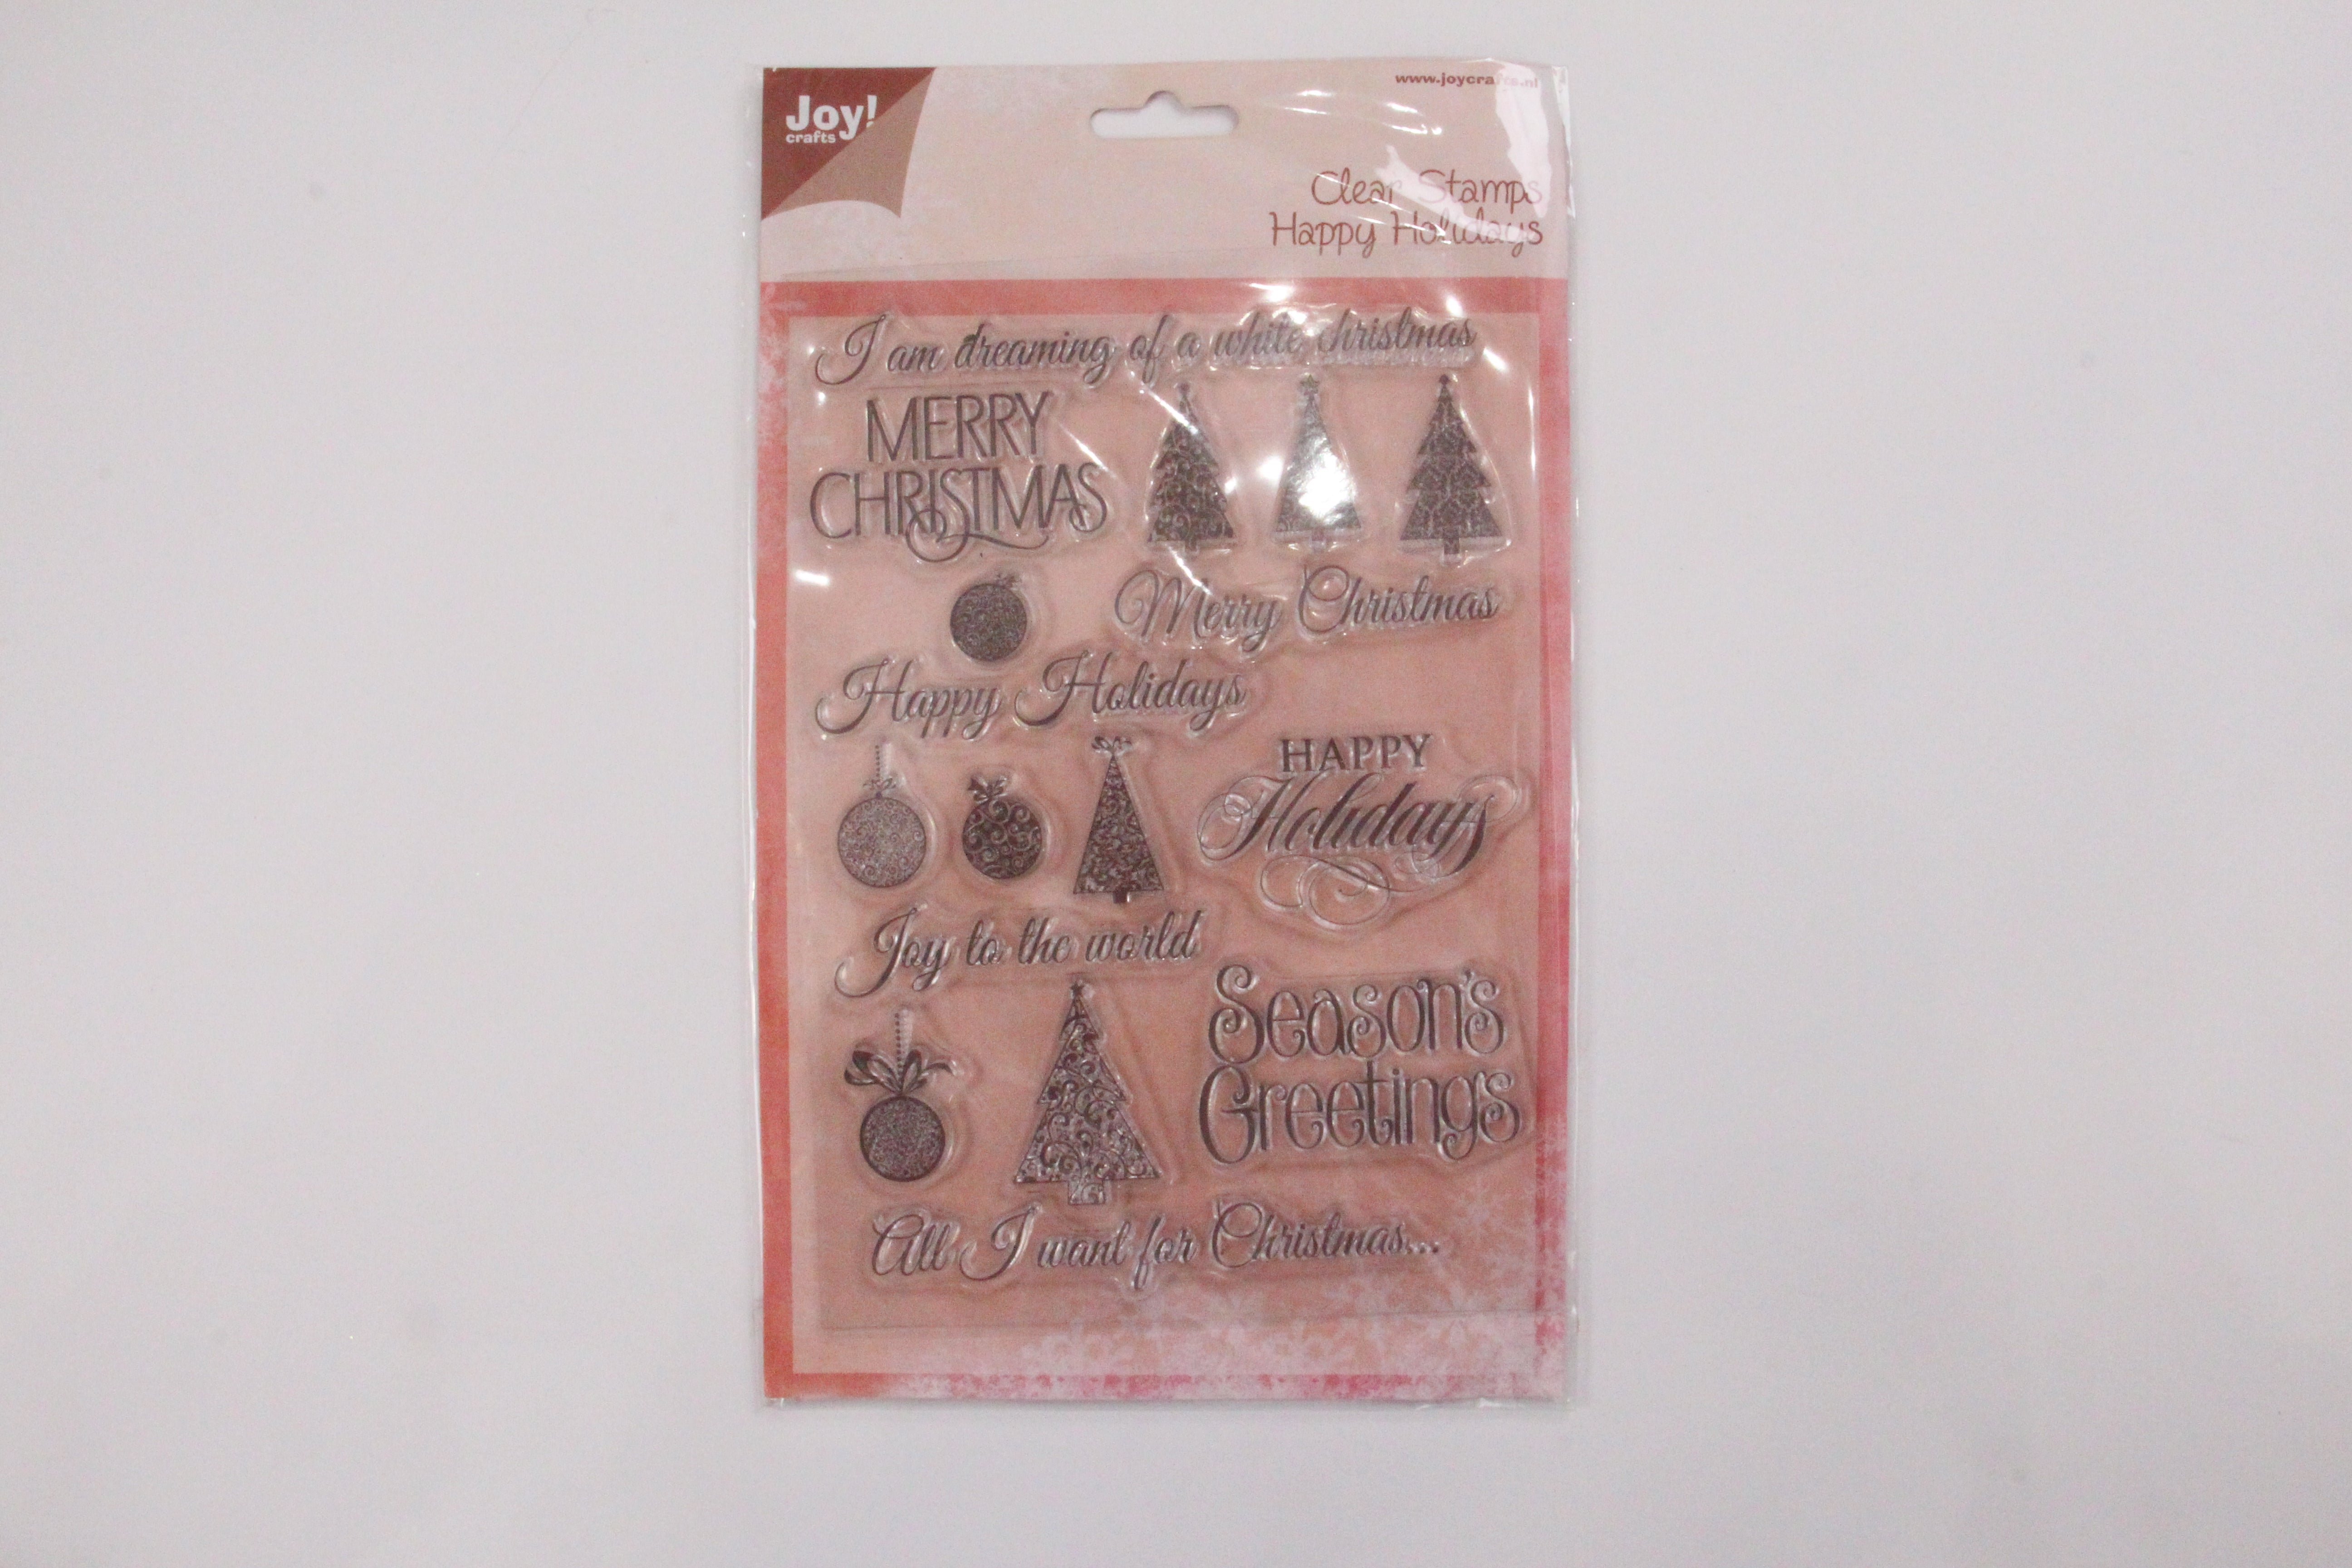 Joy!
crafts
www.joycrafts.nl
Clear Stamps
Happy Holidays
I am dreaming of a white christmas
MERRY
CHRISTMAS
Merry Christmas
Happy Holidays
HAPPY
Holidays
Joy to the world
Season's
Greetings
All I want for Christmas...